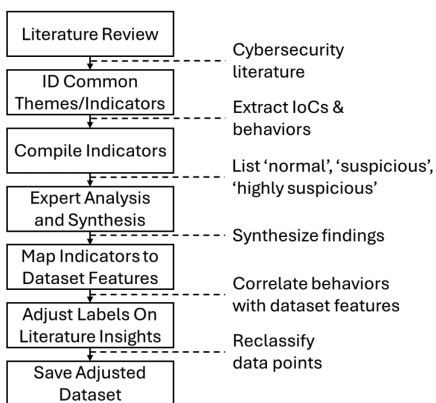 Literature Review
Cybersecurity
literature
ID Common
Themes/Indicators
Extract IoCs &
behaviors
Compile Indicators
List ‘normal’, ‘suspicious’,
‘highly suspicious’
Expert Analysis
and Synthesis
Synthesize findings
Map Indicators to
Dataset Features
Correlate behaviors
with dataset features
Adjust Labels On
Literature Insights
Reclassify
data points
Save Adjusted
Dataset